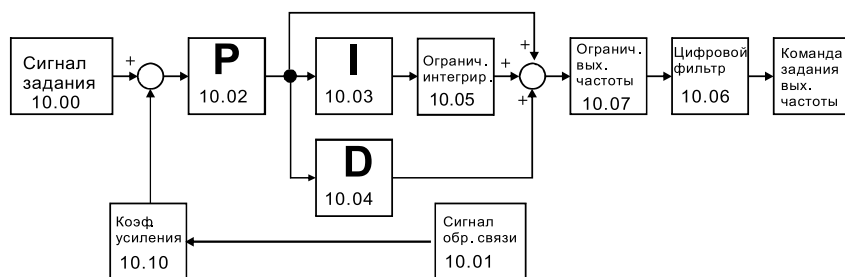 Сигнал
задания
10.00
+
P
10.02
I
10.03
Огранич.
интегрир.
10.05
+
+
+
Огранич.
вых.
частоты
10.07
Цифровой
фильтр
10.06
Команда
задания
вых.
частоты
D
10.04
Коэф.
усиления
10.10
Сигнал
обр. связи
10.01